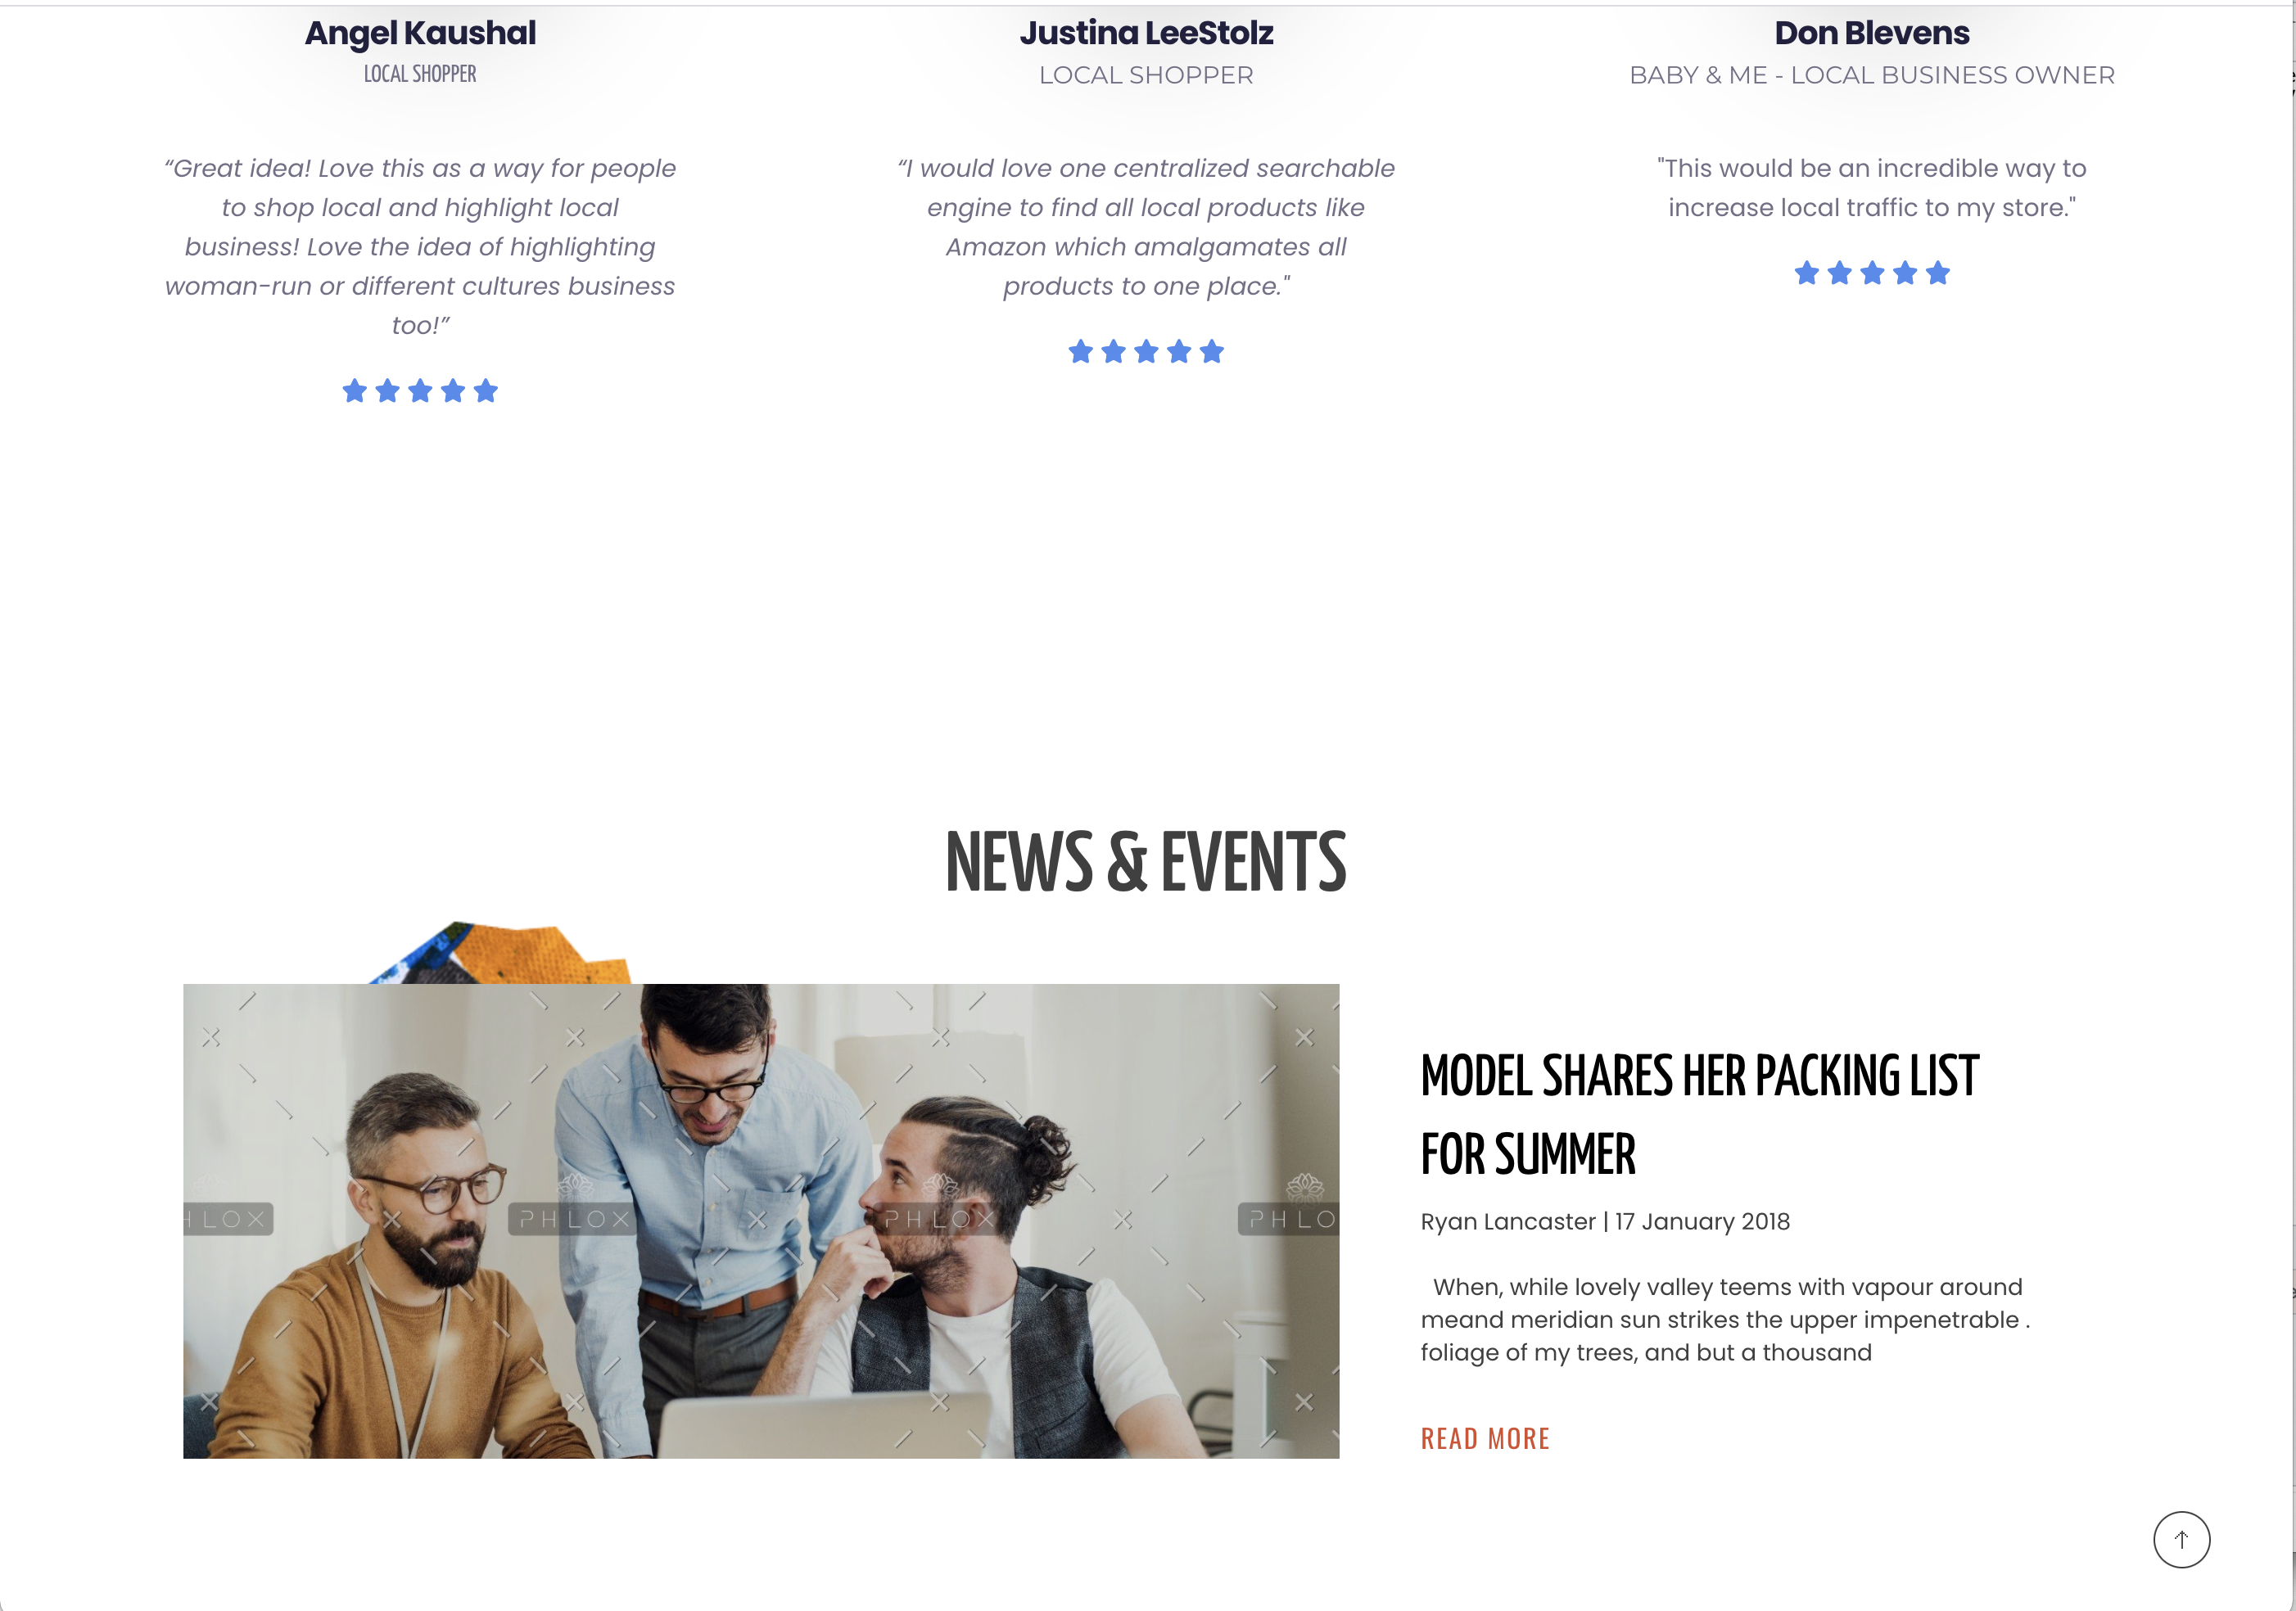 Angel Kaushal
LOCAL SHOPPER
“Great idea! Love this as a way for people
to shop local and highlight local
business! Love the idea of highlighting
woman-run or different cultures business
too!”
Justina LeeStolz
LOCAL SHOPPER
“I would love one centralized searchable
engine to find all local products like
Amazon which amalgamates all
products to one place."
Don Blevens
BABY & ME - LOCAL BUSINESS OWNER
"This would be an incredible way to
increase local traffic to my store."
NEWS & EVENTS
HLOX
PHLOX
PHLOX
PHLO
MODEL SHARES HER PACKING LIST
FOR SUMMER
Ryan Lancaster | 17 January 2018
When, while lovely valley teems with vapour around
meand meridian sun strikes the upper impenetrable .
foliage of my trees, and but a thousand
READ MORE